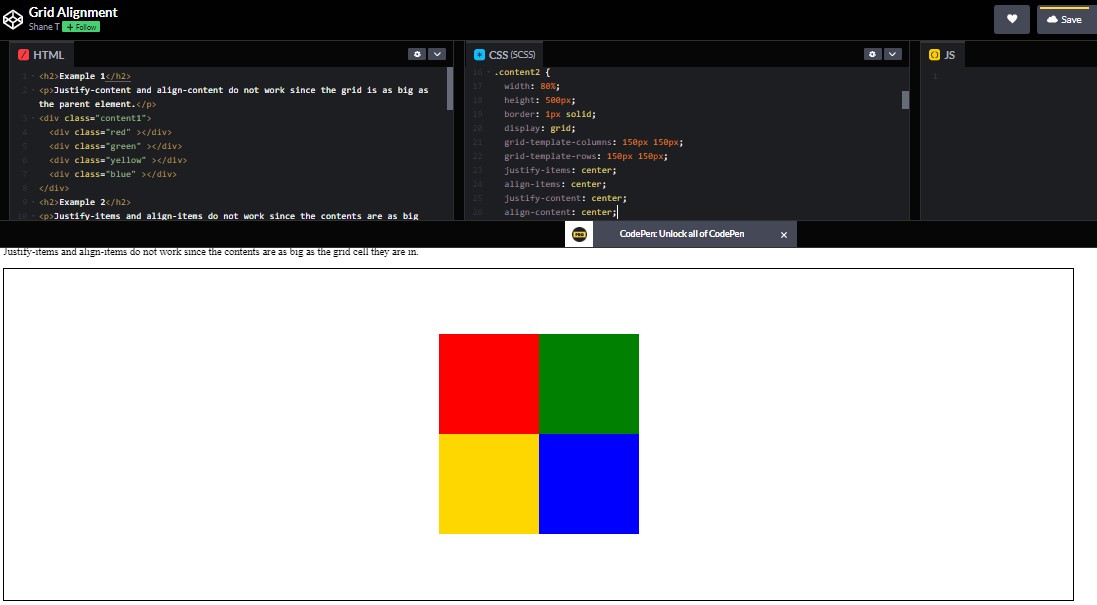 Grid Alignment
Shane T + Follow
Save
HTML
CSS (SCSS)
JS
1 <h2>Example 1</h2>
2 <p>Justify-content and align-content do not work since the grid is as big as
the parent element.</p>
3 <div class="content1">
4 <div class="red" ></div>
5 <div class="green" ></div>
6 <div class="yellow" ></div>
7 <div class="blue" ></div>
8 </div>
9 <h2>Example 2</h2>
10 <p>Justify-items and align-items do not work since the contents are as big
16 .content2 {
17 width: 80%;
18 height: 500px;
19 border: 1px solid;
20 display: grid;
21 grid-template-columns: 150px 150px;
22 grid-template-rows: 150px 150px;
23 justify-items: center;
24 align-items: center;
25 justify-content: center;
26 align-content: center;
1
PRO CodePen: Unlock all of CodePen ×
Justify-items and align-items do not work since the contents are as big as the grid cell they are in.